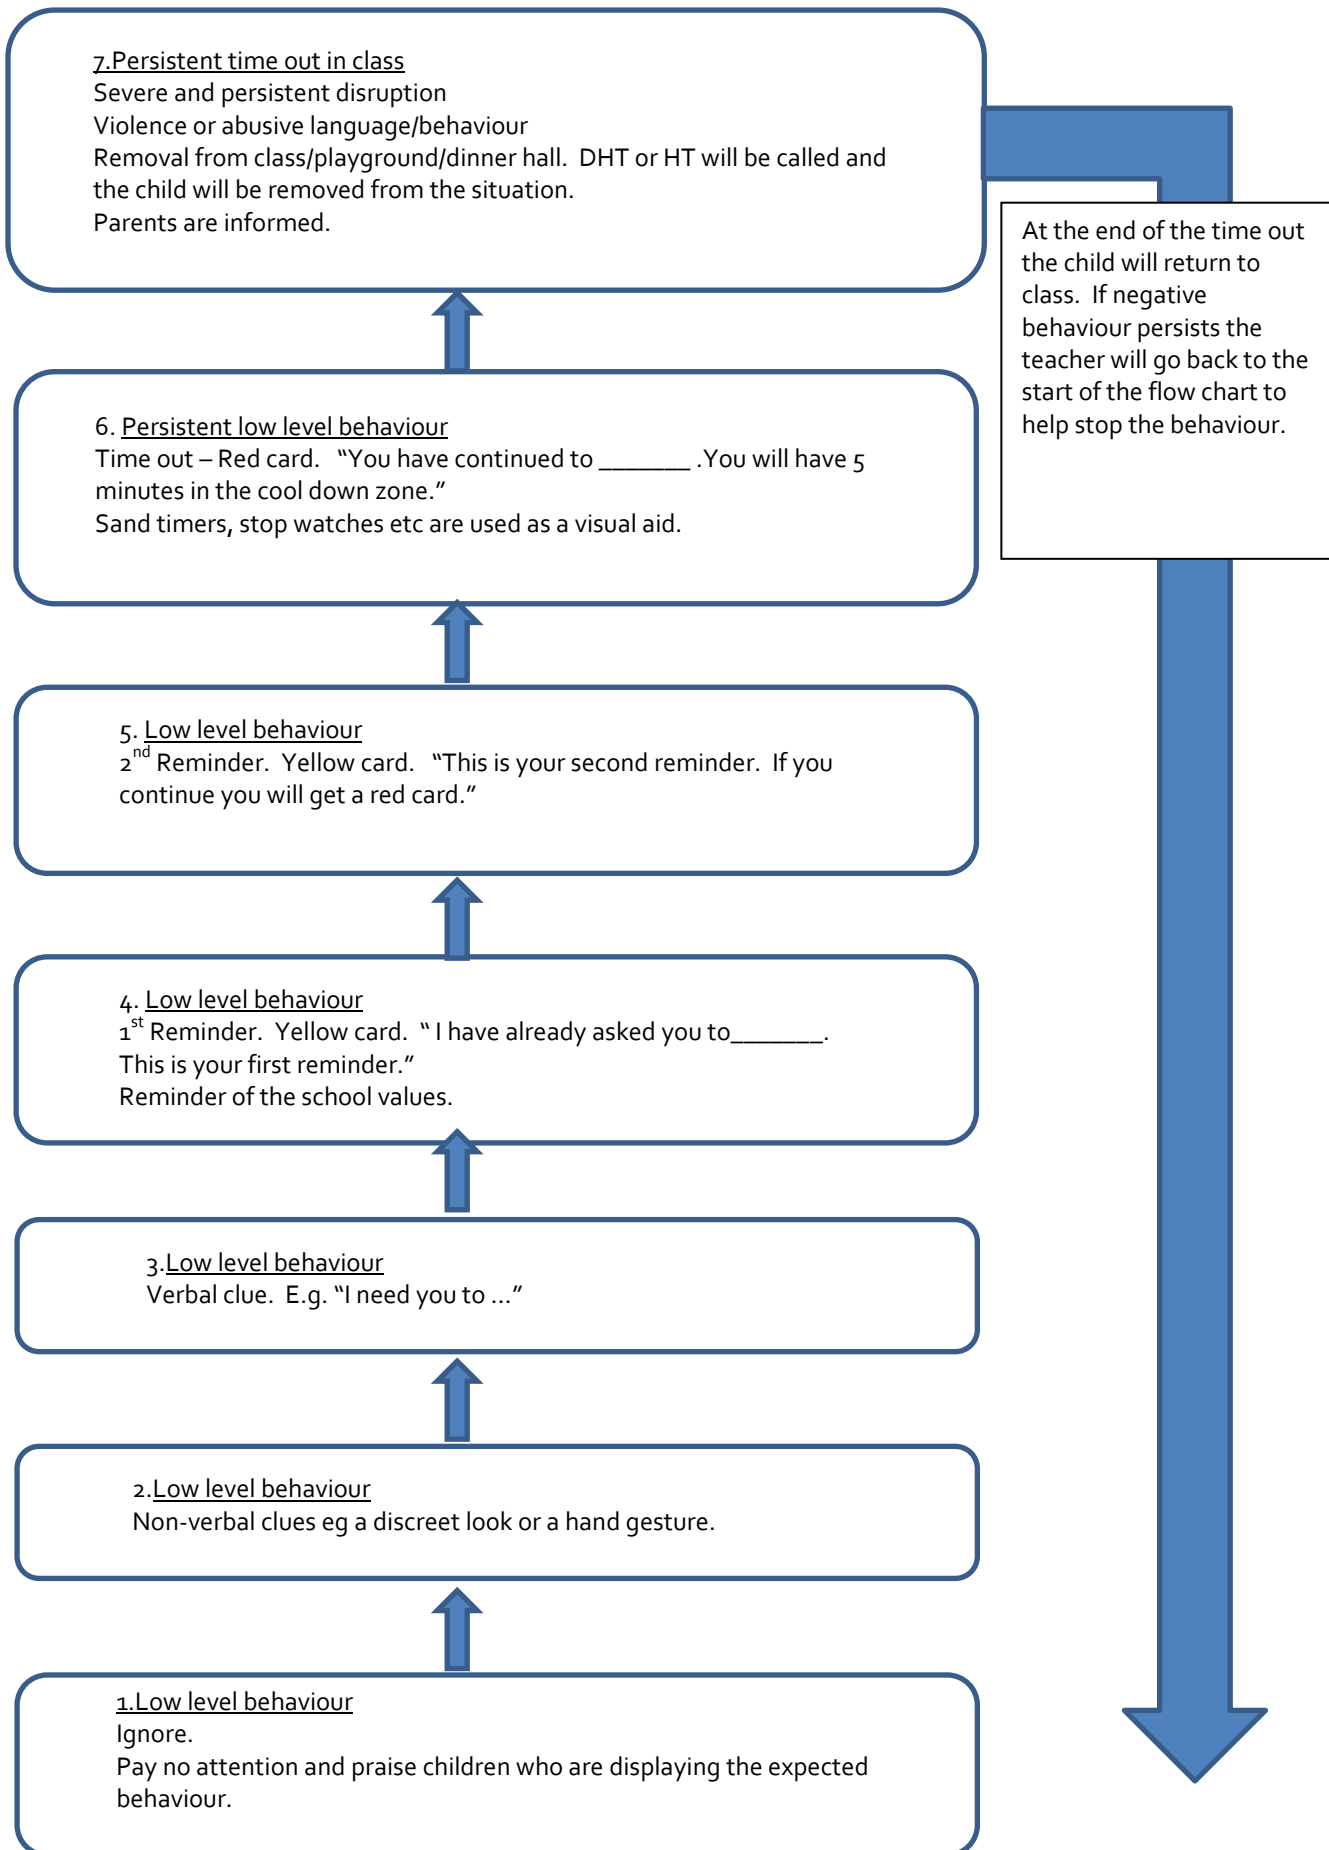 7.Persistent time out in class
Severe and persistent disruption
Violence or abusive language/behaviour
Removal from class/playground/dinner hall.  DHT or HT will be called and
the child will be removed from the situation.
Parents are informed.
At the end of the time out
the child will return to
class.  If negative
behaviour persists the
teacher will go back to the
start of the flow chart to
help stop the behaviour.
6. Persistent low level behaviour
Time out – Red card.   “You have continued to _______ .You will have 5
minutes in the cool down zone.”
Sand timers, stop watches etc are used as a visual aid.
5. Low level behaviour
2nd Reminder.  Yellow card.   “This is your second reminder.  If you
continue you will get a red card.”
4. Low level behaviour
1st Reminder.  Yellow card.  “ I have already asked you to_______.
This is your first reminder.”
Reminder of the school values.
3.Low level behaviour
Verbal clue.  E.g. “I need you to ...”
2.Low level behaviour
Non-verbal clues eg a discreet look or a hand gesture.
1.Low level behaviour
Ignore.
Pay no attention and praise children who are displaying the expected
behaviour.